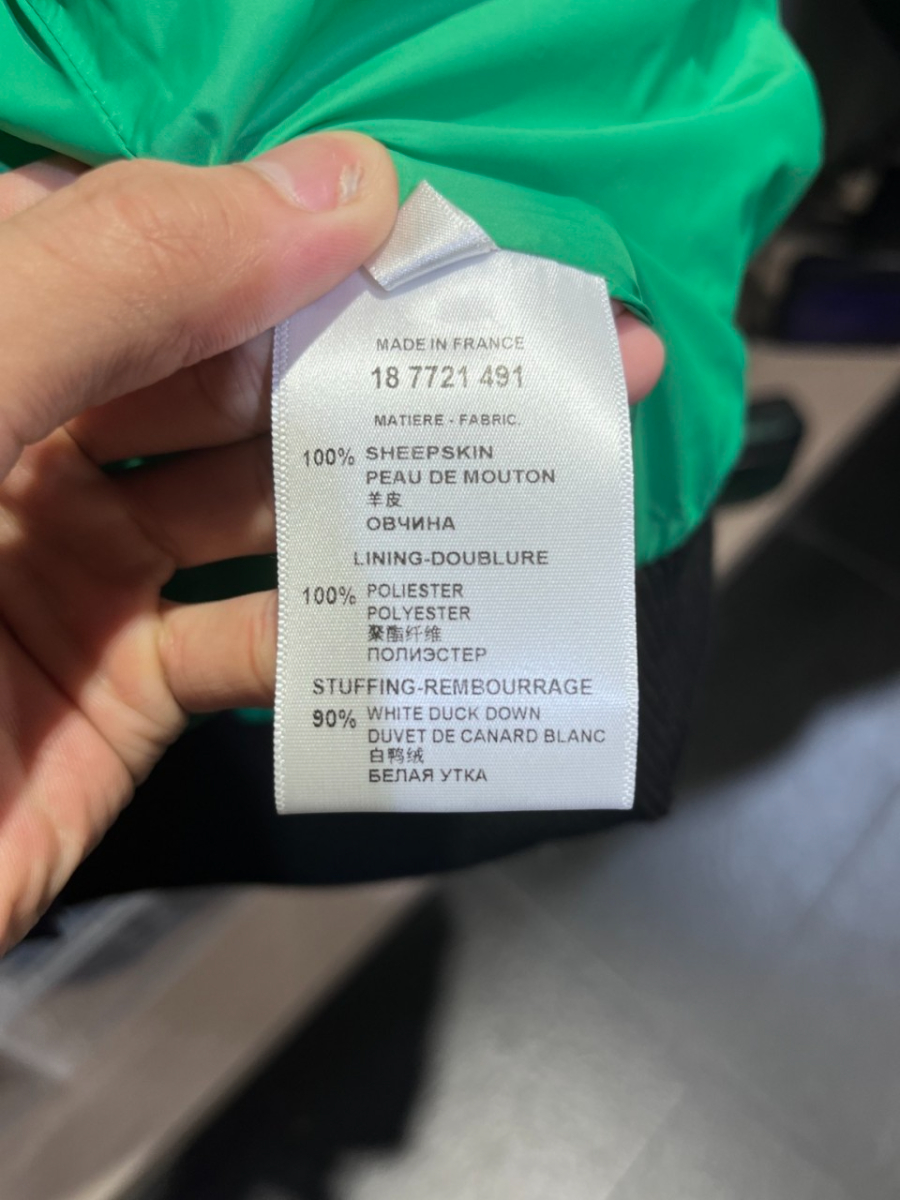 MADE IN FRANCE
18 7721 491
MATIERE - FABRIC.
100% SHEEPSKIN
PEAU DE MOUTON
羊皮
ОВЧИНА
LINING-DOUBLURE
100% POLIESTER
POLYESTER
聚酯纤维
ПОЛИЭСТЕР
STUFFING-REMBOURRAGE
90% WHITE DUCK DOWN
DUVET DE CANARD BLANC
白鸭绒
БЕЛАЯ УТКА